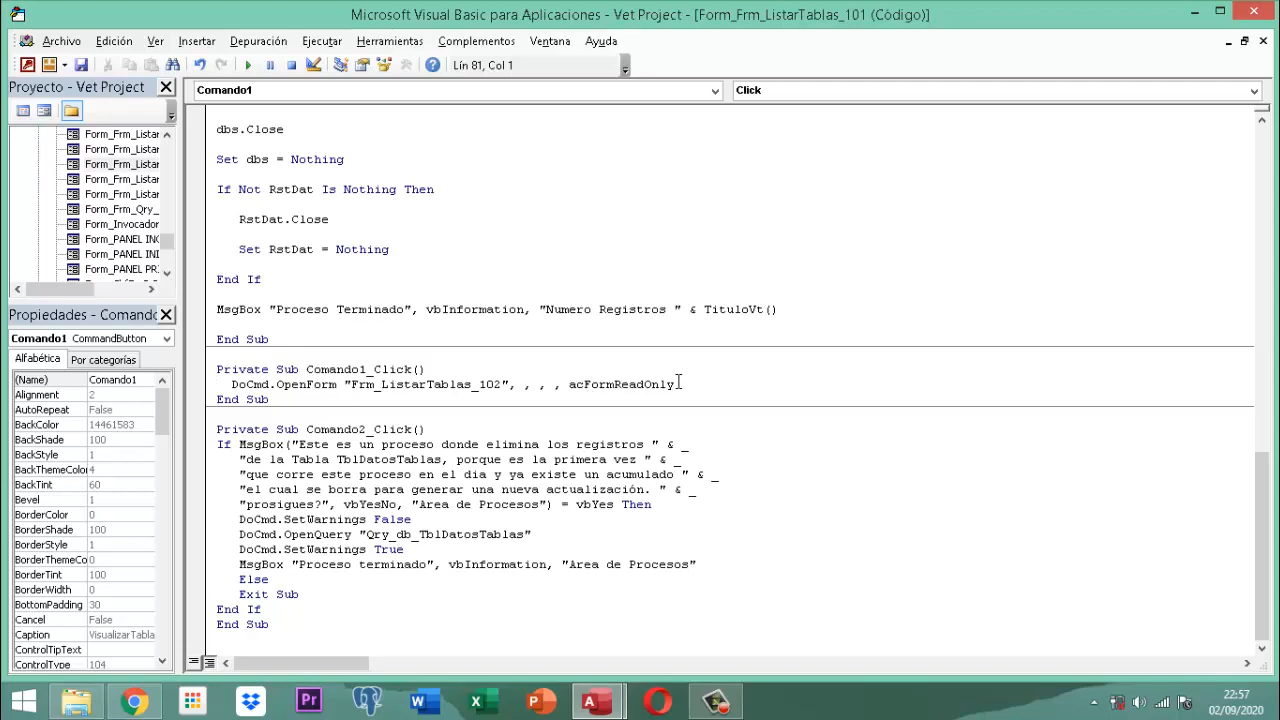 Microsoft Visual Basic para Aplicaciones - Vet Project - [Form_Frm_ListarTablas_101 (Código)]
Archivo Edición Ver Insertar Formato Depuración Ejecutar Herramientas Complementos Ventana Ayuda
Lín 81, Col 1
Proyecto - Vet Project
Comando1
Click
Form_Frm_Listar
Form_Frm_Listar
Form_Frm_Listar
Form_Frm_Listar
Form_Frm_Listar
Form_Frm_Qry_
Form_Invocador
Form_PANEL INC
Form_PANEL INI
Form_PANEL PRI
Propiedades - Comando
Comando1 CommandButton
Alfabética Por categorías
(Name) Comando1
Alignment 2
AutoRepeat False
BackColor 14461583
BackShade 100
BackStyle 1
BackThemeColor 4
BackTint 60
Bevel 1
BorderColor 0
BorderShade 100
BorderStyle 1
BorderThemeCo 0
BorderTint 100
BorderWidth 0
BottomPadding 30
Cancel False
Caption VisualizarTabla
ControlTipText
ControlType 104
dbs.Close
Set dbs = Nothing
If Not RstDat Is Nothing Then
RstDat.Close
Set RstDat = Nothing
End If
MsgBox "Proceso Terminado", vbInformation, "Numero Registros " & TituloVt()
End Sub
Private Sub Comando1_Click()
DoCmd.OpenForm "Frm_ListarTablas_102", , , , acFormReadOnly
End Sub
Private Sub Comando2_Click()
If MsgBox("Este es un proceso donde elimina los registros " & _
"de la Tabla TblDatosTablas, porque es la primera vez " & _
"que corre este proceso en el dia y ya existe un acumulado " & _
"el cual se borra para generar una nueva actualización. " & _
"prosigues?", vbYesNo, "Area de Procesos") = vbYes Then
DoCmd.SetWarnings False
DoCmd.OpenQuery "Qry_db_TblDatosTablas"
DoCmd.SetWarnings True
MsgBox "Proceso terminado", vbInformation, "Area de Procesos"
Else
Exit Sub
End If
End Sub
22:57
02/09/2020